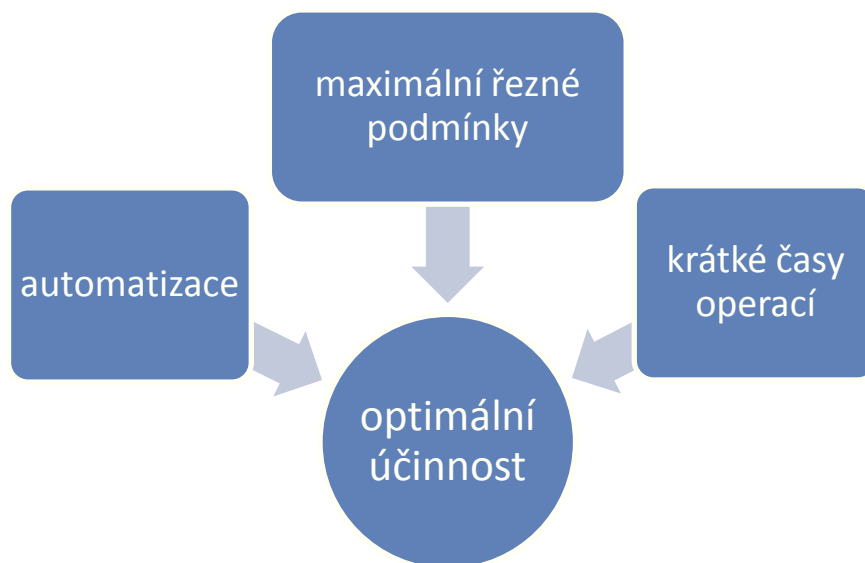 maximální řezné
podmínky
automatizace
krátké časy
operací
optimální
účinnost